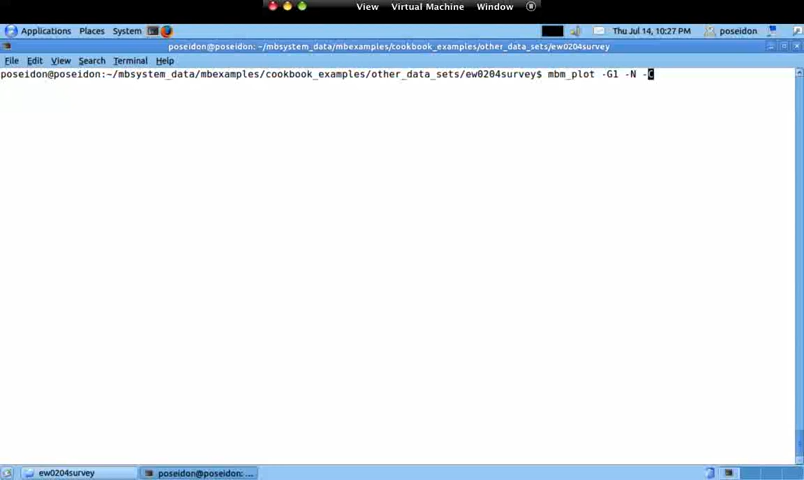 View Virtual Machine Window
Applications Places System Thu Jul 14, 10:27 PM poseidon
poseidon@poseidon: ~/mbsystem_data/mbexamples/cookbook_examples/other_data_sets/ew0204survey
File Edit View Search Terminal Help
poseidon@poseidon:~/mbsystem_data/mbexamples/cookbook_examples/other_data_sets/ew0204survey$ mbm_plot -G1 -N -C
ew0204survey poseidon@poseidon: ...